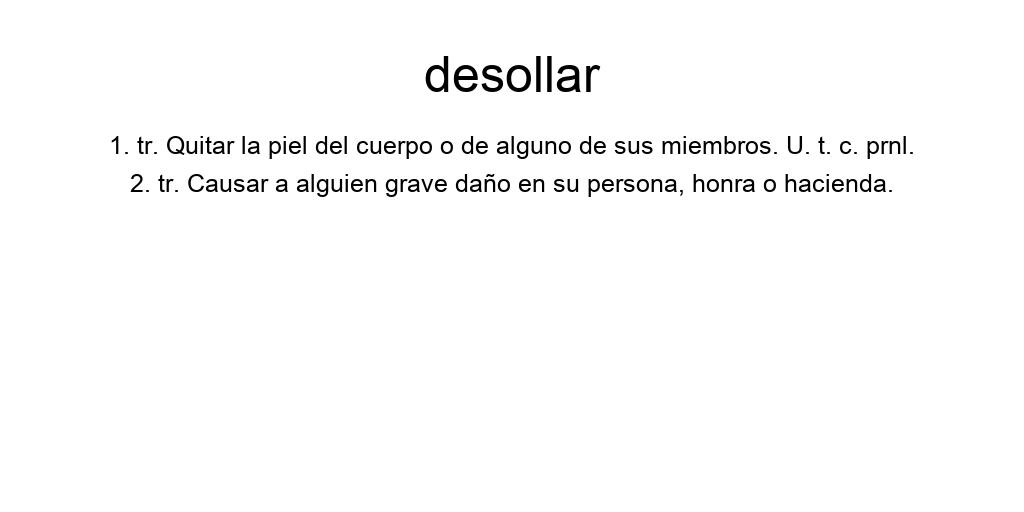 desollar
1. tr. Quitar la piel del cuerpo o de alguno de sus miembros. U. t. c. prnl.
2. tr. Causar a alguien grave daño en su persona, honra o hacienda.